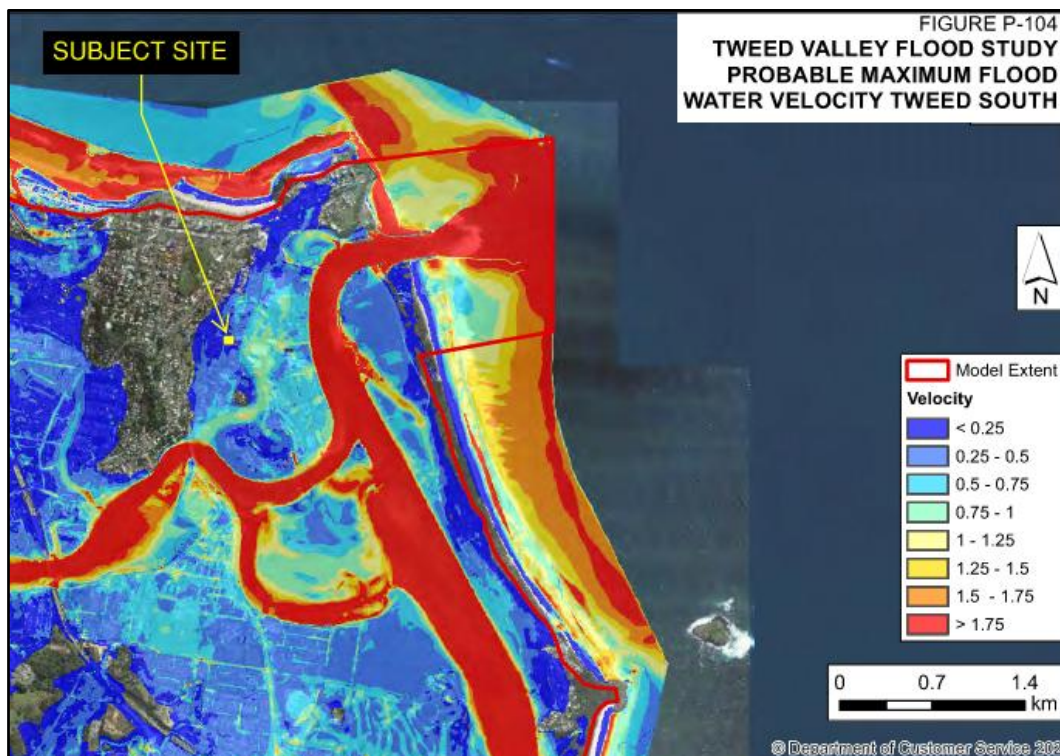 SUBJECT SITE
FIGURE P-104
TWEED VALLEY FLOOD STUDY
PROBABLE MAXIMUM FLOOD
WATER VELOCITY TWEED SOUTH
N
Model Extent
Velocity
< 0.25
0.25 - 0.5
0.5 - 0.75
0.75 - 1
1 - 1.25
1.25 - 1.5
1.5 - 1.75
> 1.75
0 0.7 1.4
km
© Department of Customer Service